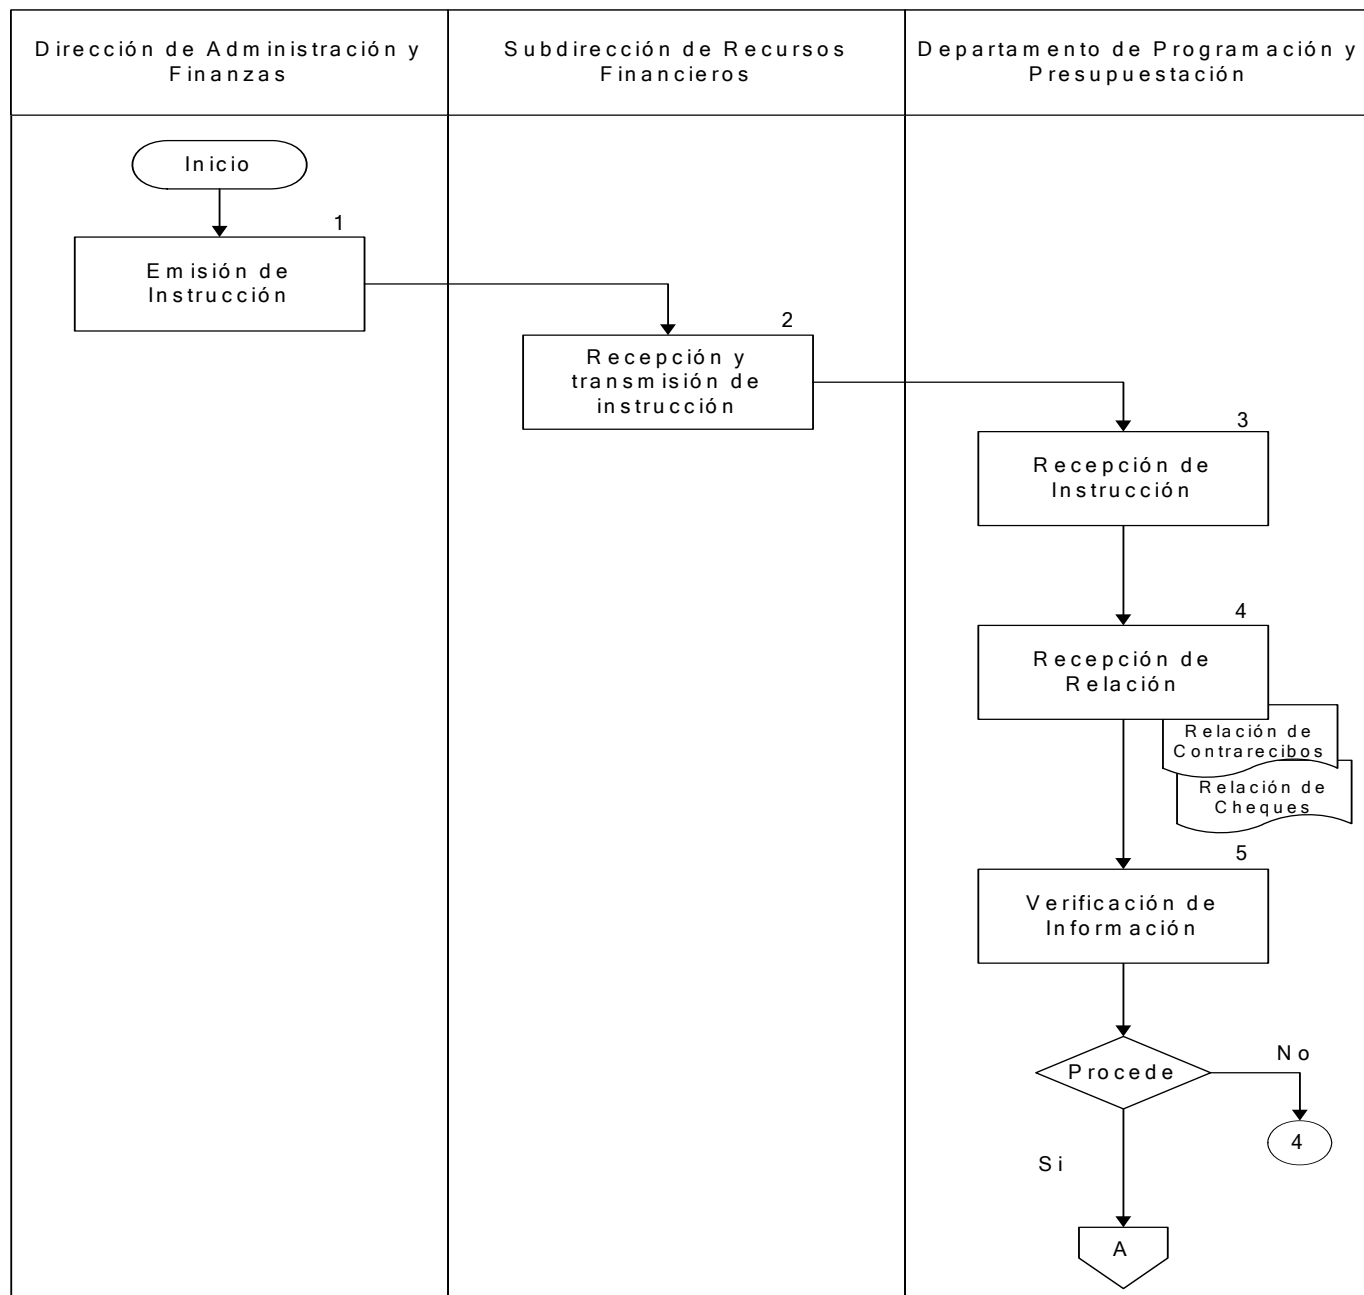 Dirección de Administración y
Finanzas
Subdirección de Recursos
Financieros
Departamento de Programación y
Presupuestación
Inicio
1
Emisión de
Instrucción
2
Recepción y
transmisión de
instrucción
3
Recepción de
Instrucción
4
Recepción de
Relación
Relación de
Contrarecibos
Relación de
Cheques
5
Verificación de
Información
Procede
No
4
Si
A